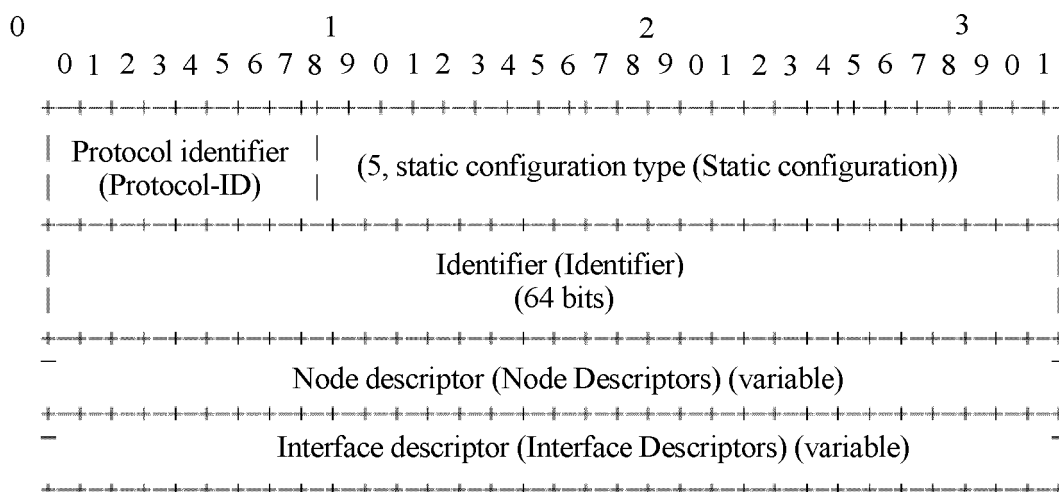 0 1 2 3
0 1 2 3 4 5 6 7 8 9 0 1 2 3 4 5 6 7 8 9 0 1 2 3 4 5 6 7 8 9 0 1
Protocol identifier
(Protocol-ID)
(5, static configuration type (Static configuration))
Identifier (Identifier)
(64 bits)
Node descriptor (Node Descriptors) (variable)
Interface descriptor (Interface Descriptors) (variable)